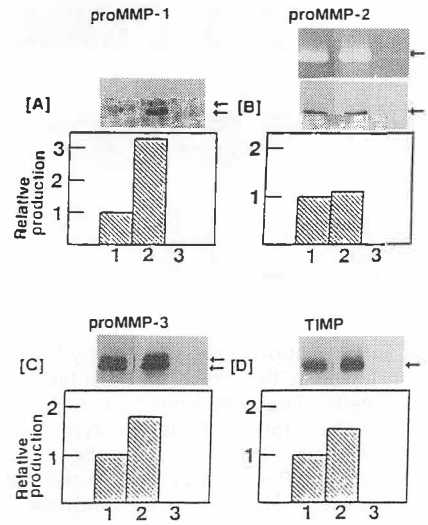 proMMP-1
proMMP-2
[A]
[B]
Relative production
3
2
1
1 2 3
2
1
1 2 3
proMMP-3
TIMP
[C]
[D]
Relative production
2
1
1 2 3
2
1
1 2 3